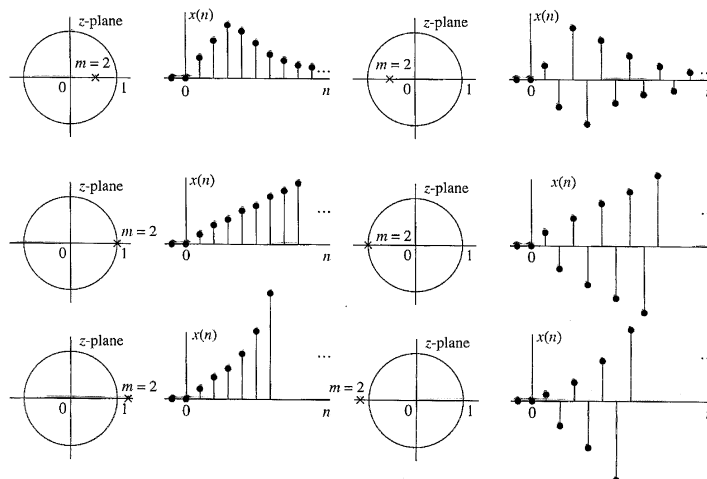 z-plane
m = 2
0
1
x(n)
0
n
...
z-plane
m = 2
0
1
x(n)
0
z-plane
m = 2
0
1
x(n)
0
n
...
z-plane
m = 2
0
1
x(n)
0
z-plane
m = 2
0
1
x(n)
0
n
...
z-plane
m = 2
0
1
x(n)
0